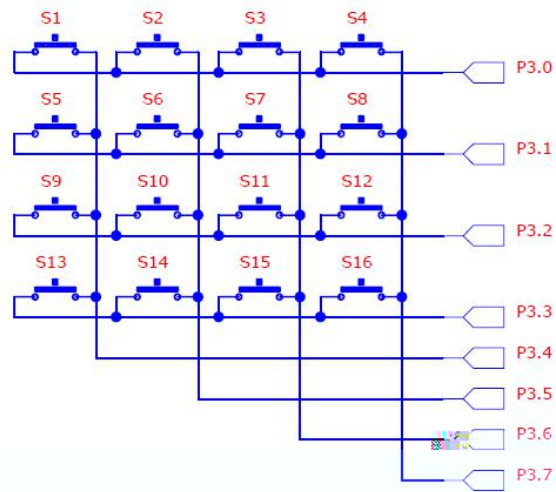 S1 S2 S3 S4
P3.0
S5 S6 S7 S8
P3.1
S9 S10 S11 S12
P3.2
S13 S14 S15 S16
P3.3
P3.4
P3.5
P3.6
P3.7